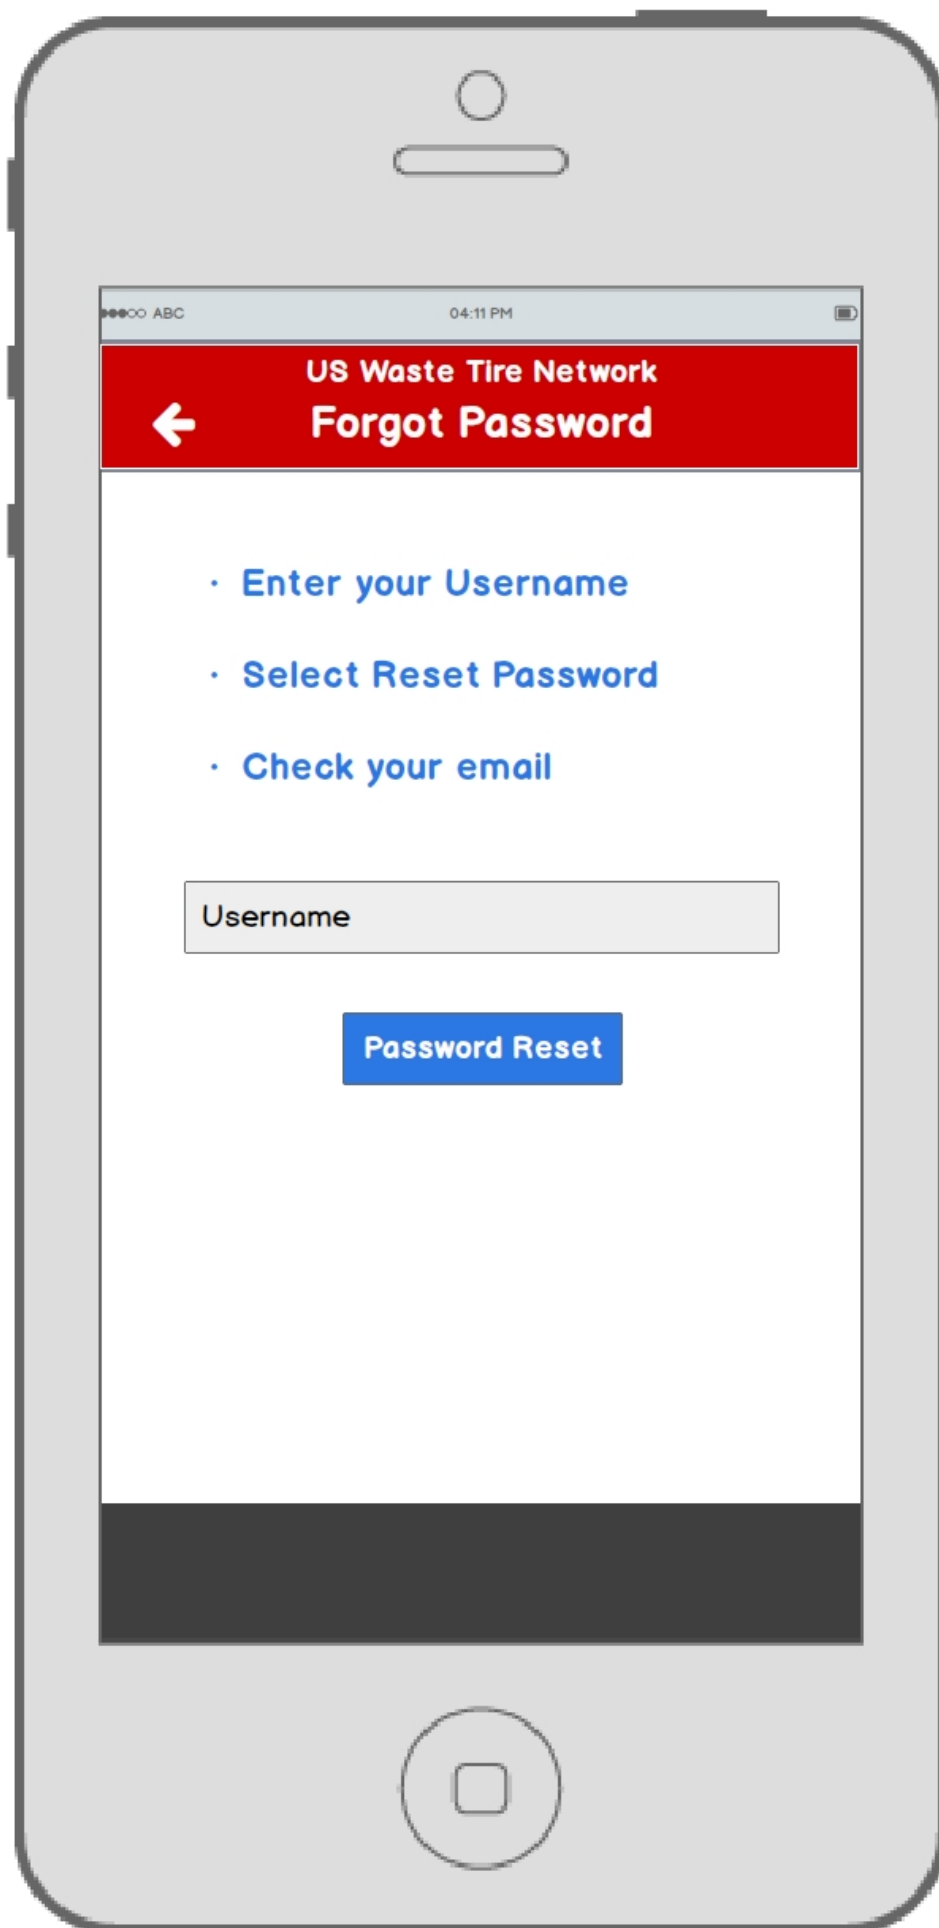 ABC 04:11 PM
US Waste Tire Network
Forgot Password
· Enter your Username
· Select Reset Password
· Check your email
Username
Password Reset